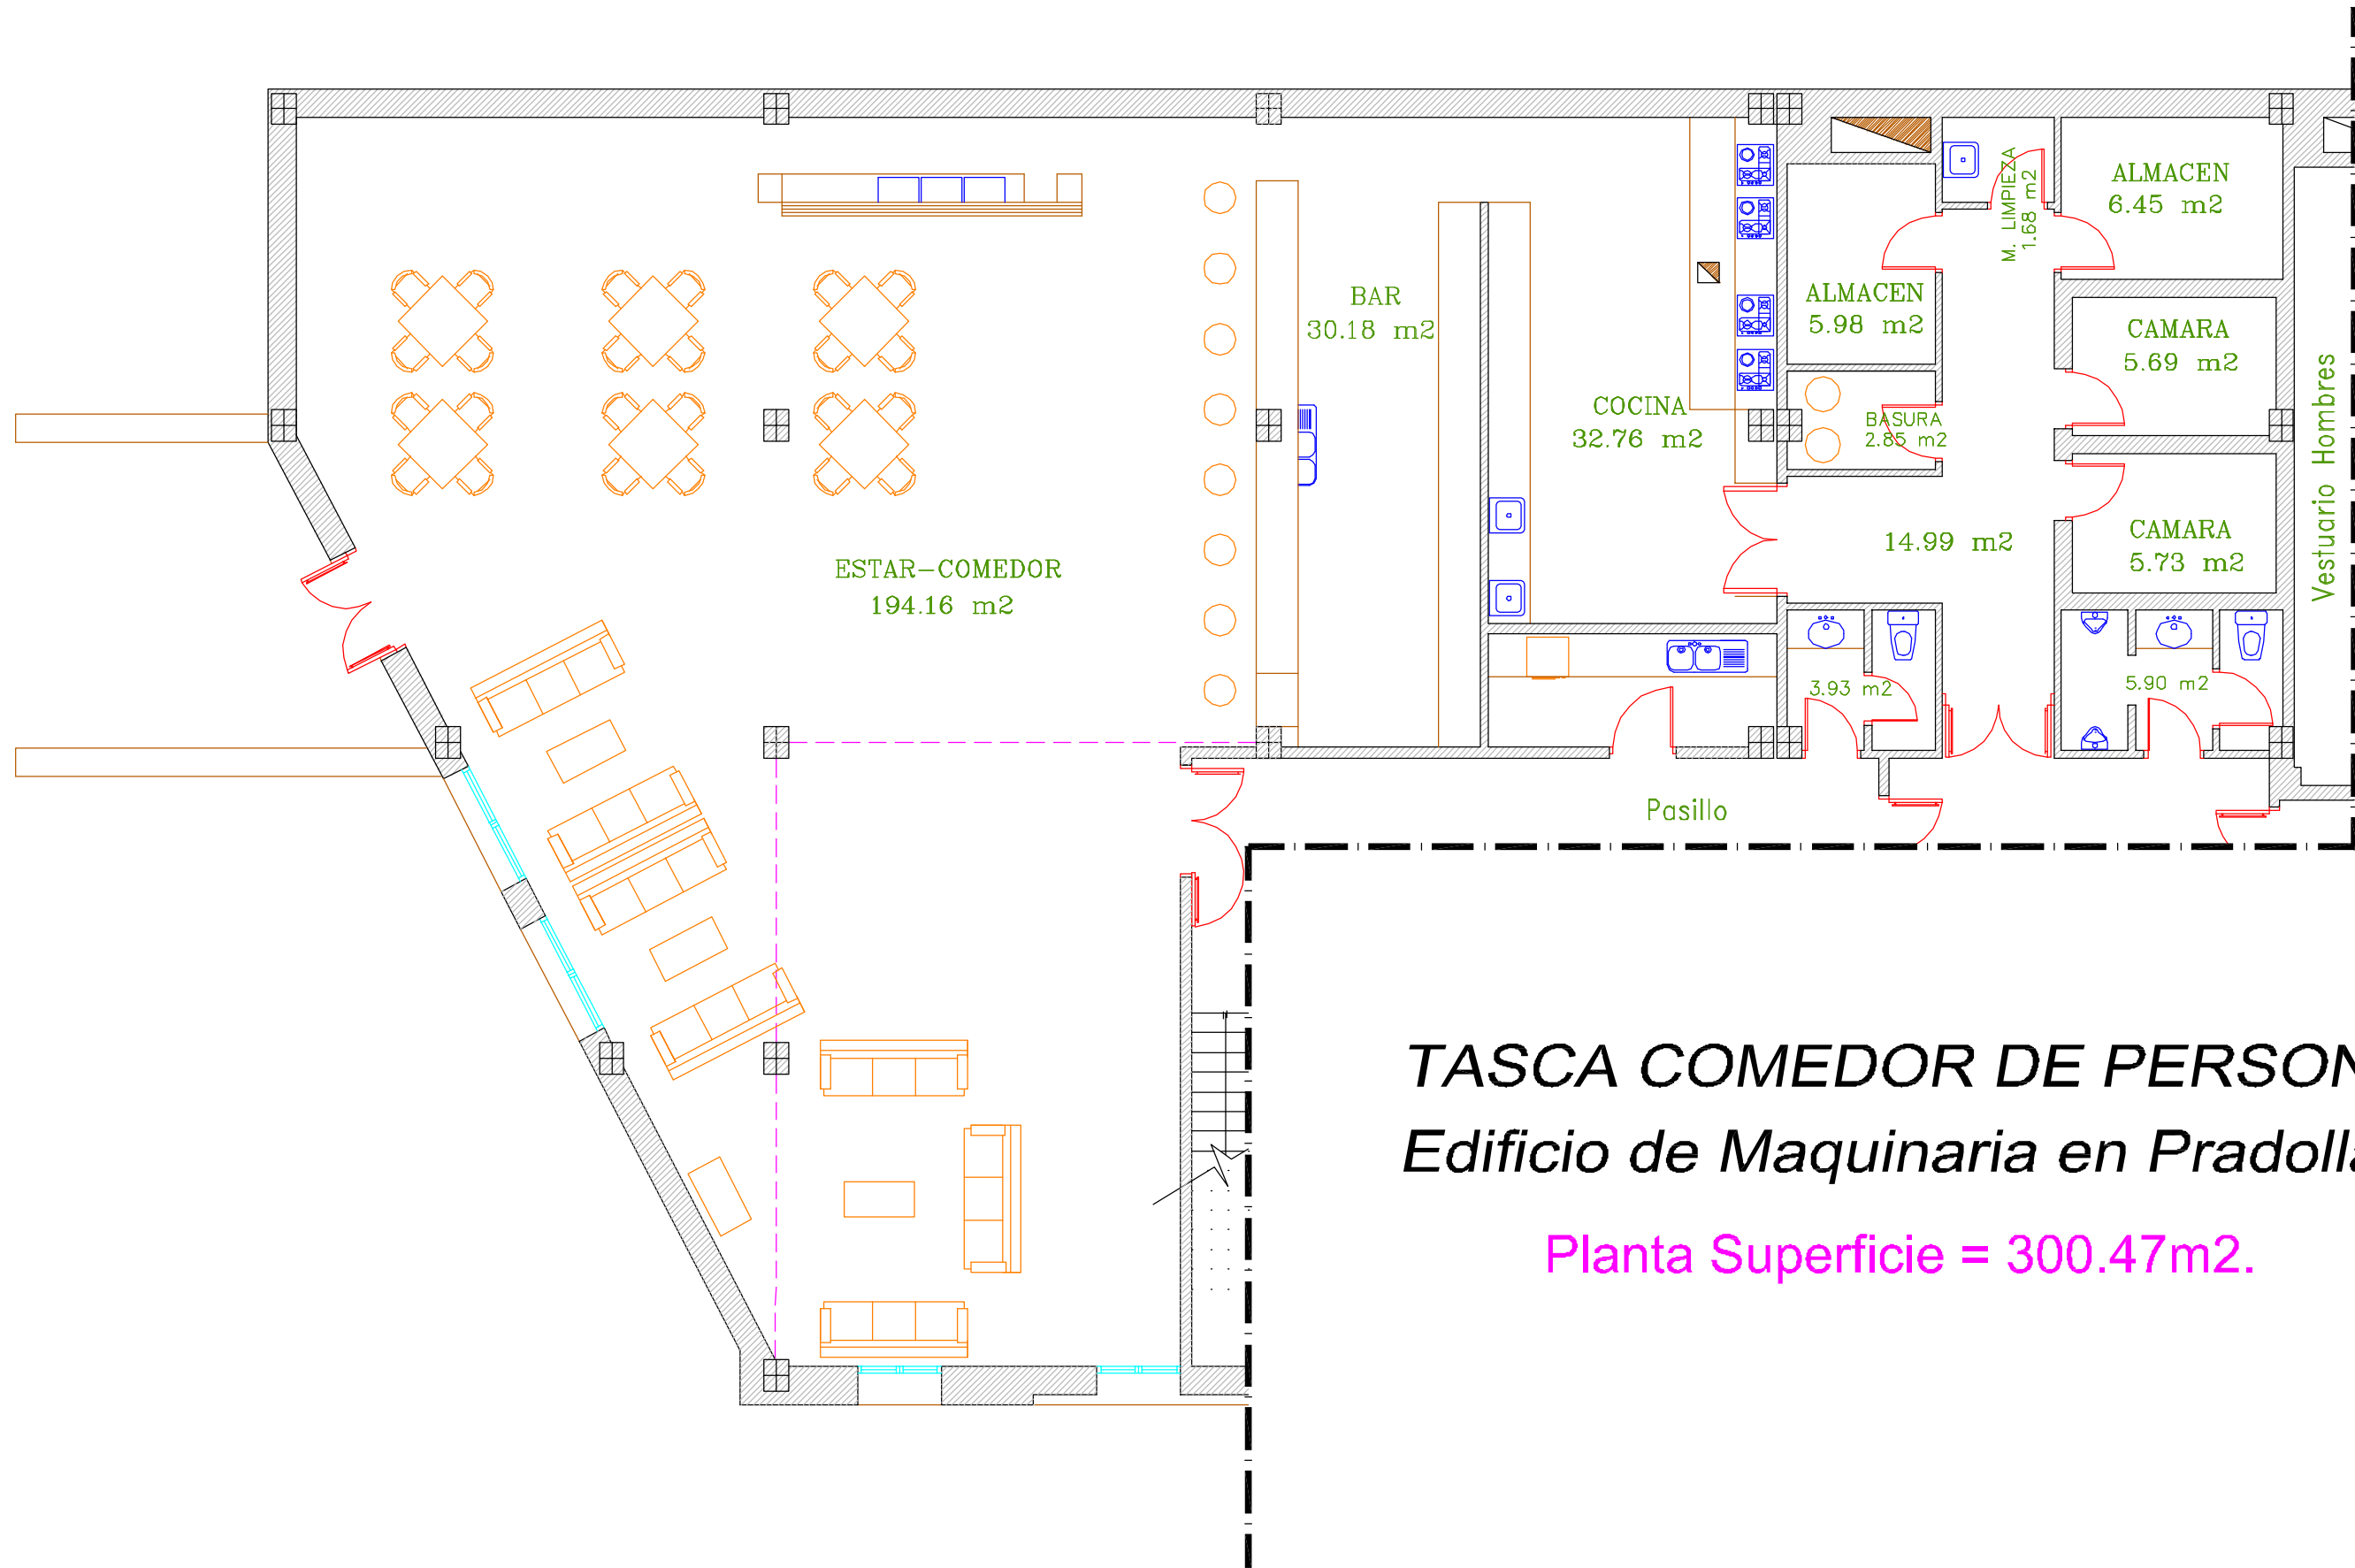 ALMACEN
6.45 m2
M. LIMPIEZA
1.68 m2
BAR
30.18 m2
ALMACEN
5.98 m2
CAMARA
5.69 m2
COCINA
32.76 m2
BASURA
2.85 m2
Vestuario Hombres
ESTAR-COMEDOR
194.16 m2
14.99 m2
CAMARA
5.73 m2
3.93 m2
5.90 m2
Pasillo
TASCA COMEDOR DE PERSON
Edificio de Maquinaria en Pradolla
Planta Superficie = 300.47m2.